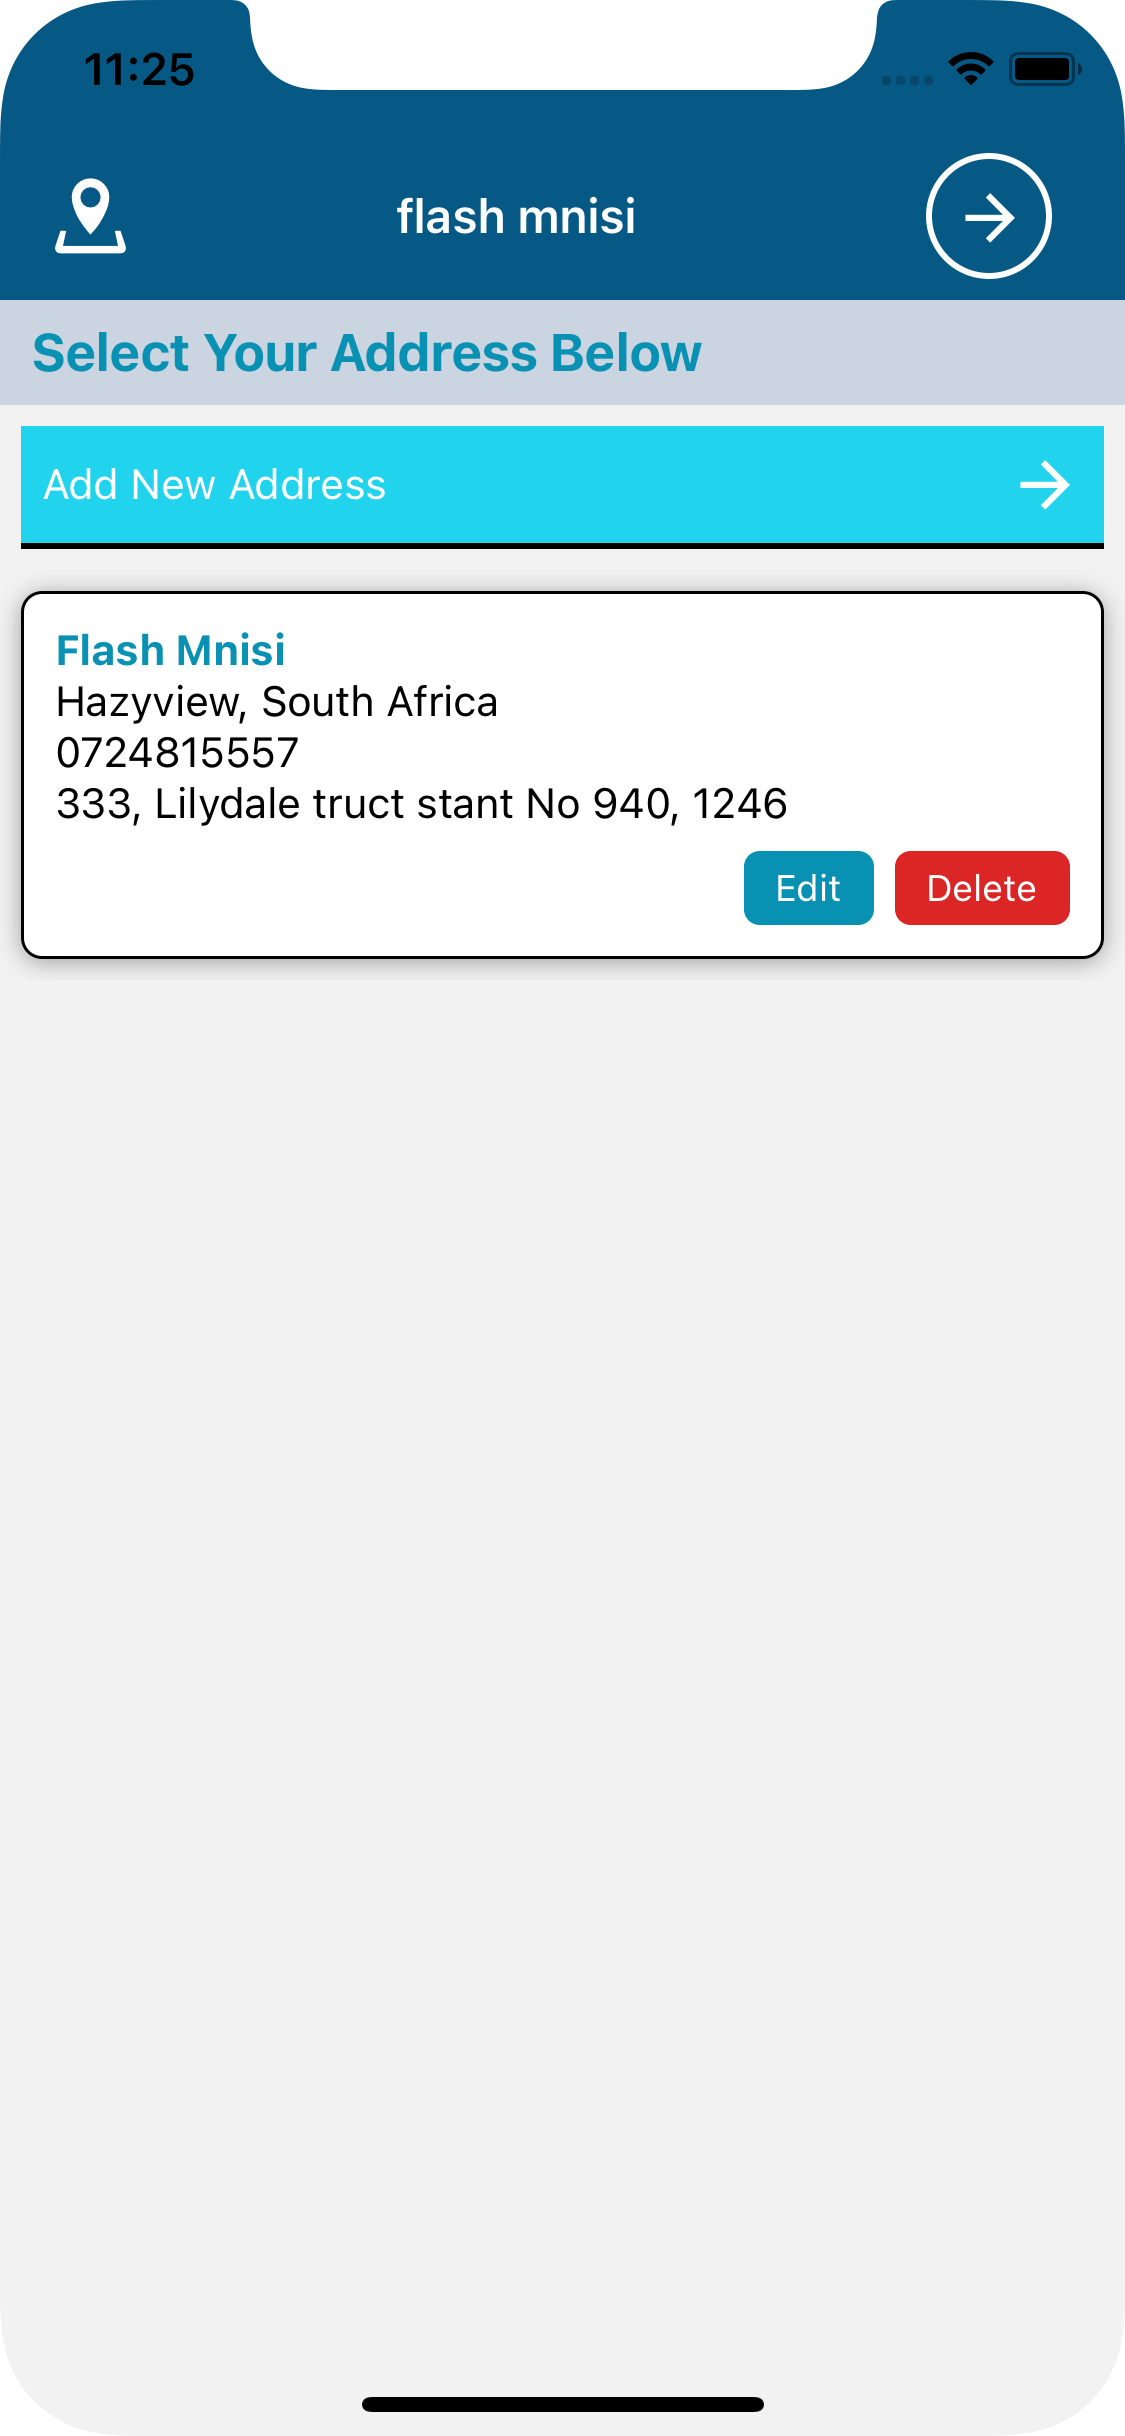 11:25
flash mnisi
Select Your Address Below
Add New Address
Flash Mnisi
Hazyview, South Africa
0724815557
333, Lilydale truct stant No 940, 1246
Edit Delete